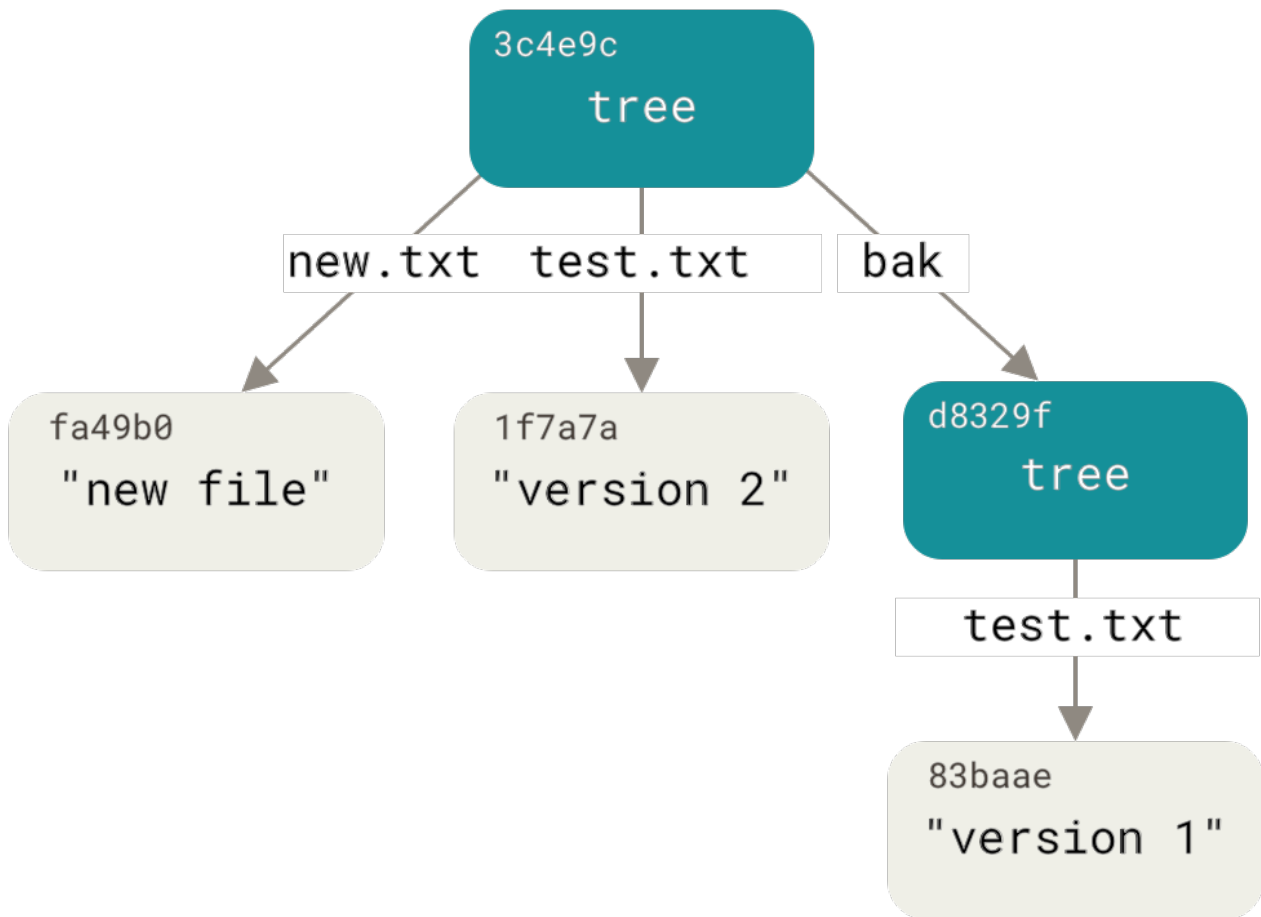 3c4e9c
tree
new.txt test.txt bak
fa49b0
"new file"
1f7a7a
"version 2"
d8329f
tree
test.txt
83baae
"version 1"